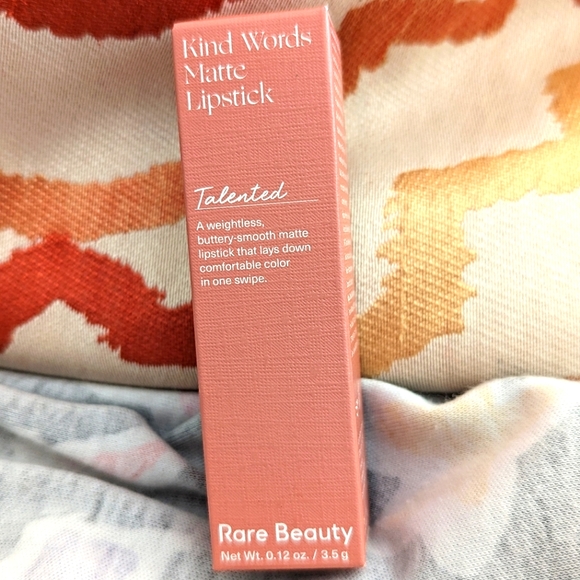 Kind Words
Matte
Lipstick
Talented
A weightless,
buttery-smooth matte
lipstick that lays down
comfortable color
in one swipe.
Rare Beauty
Net Wt. 0.12 oz. / 3.5 g